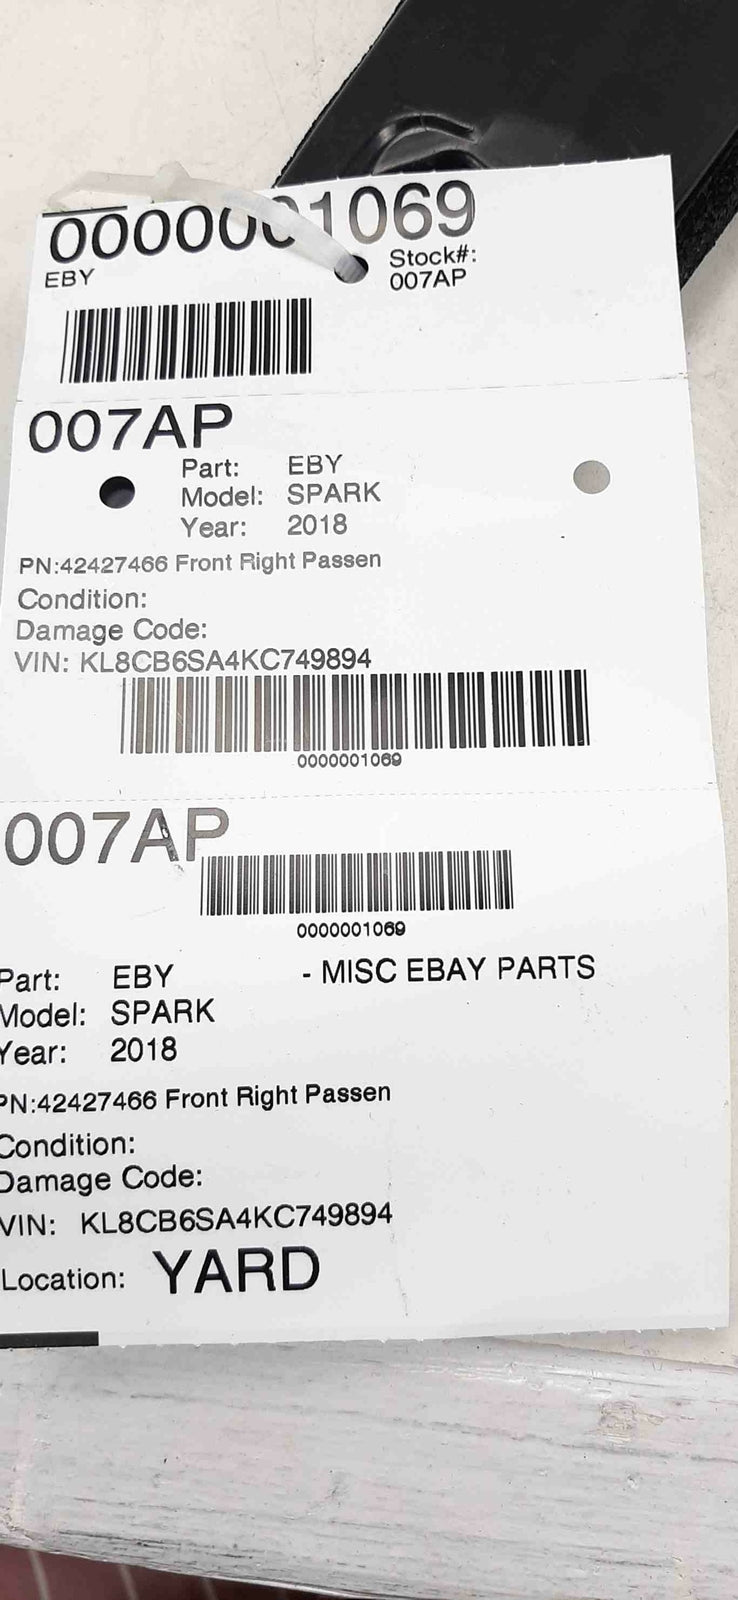 0000001069
EBY
Stock#:
007AP
007AP
Part: EBY
Model: SPARK
Year: 2018
PN:42427466 Front Right Passen
Condition:
Damage Code:
VIN: KL8CB6SA4KC749894
0000001069
007AP
0000001069
Part: EBY - MISC EBAY PARTS
Model: SPARK
Year: 2018
PN:42427466 Front Right Passen
Condition:
Damage Code:
VIN: KL8CB6SA4KC749894
Location: YARD